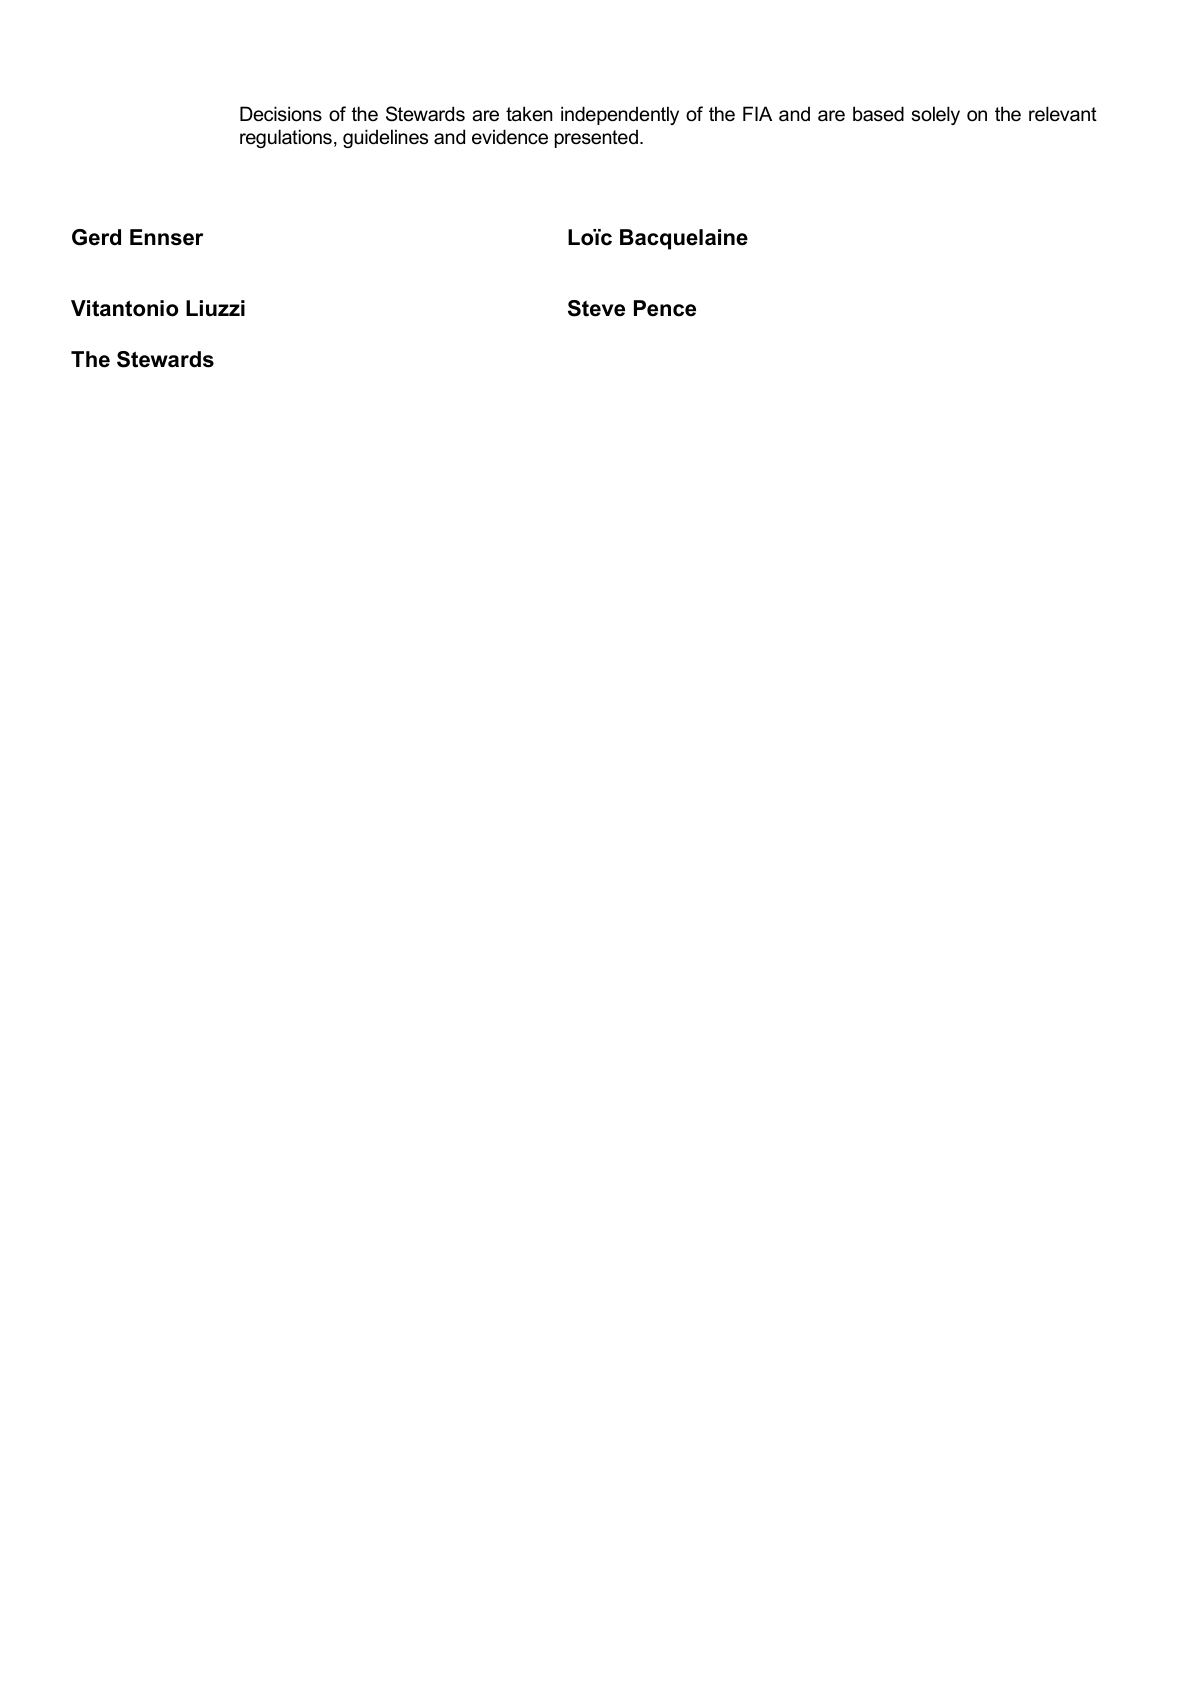 Decisions of the Stewards are taken independently of the FIA and are based solely on the relevant
regulations, guidelines and evidence presented.
Gerd Ennser
Loïc Bacquelaine
Vitantonio Liuzzi
Steve Pence
The Stewards